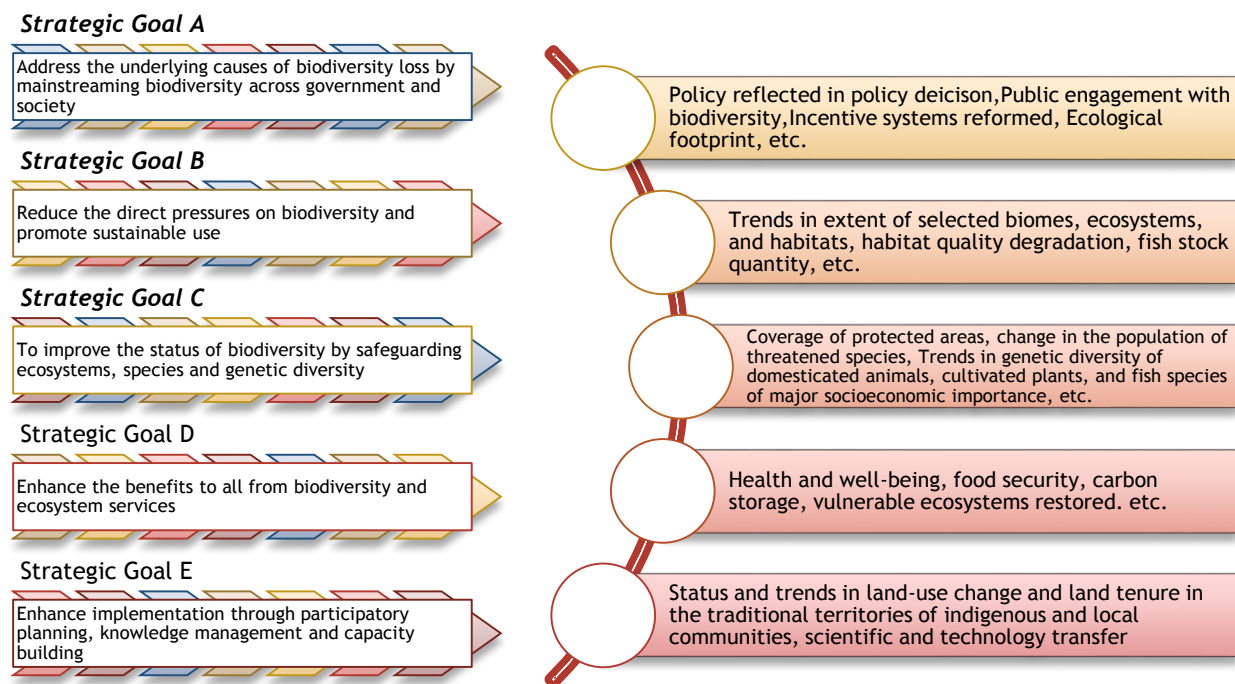 Strategic Goal A
Address the underlying causes of biodiversity loss by
mainstreaming biodiversity across government and
society
Strategic Goal B
Reduce the direct pressures on biodiversity and
promote sustainable use
Strategic Goal C
To improve the status of biodiversity by safeguarding
ecosystems, species and genetic diversity
Strategic Goal D
Enhance the benefits to all from biodiversity and
ecosystem services
Strategic Goal E
Enhance implementation through participatory
planning, knowledge management and capacity
building
Policy reflected in policy deicison,Public engagement with
biodiversity,Incentive systems reformed, Ecological
footprint, etc.
Trends in extent of selected biomes, ecosystems,
and habitats, habitat quality degradation, fish stock
quantity, etc.
Coverage of protected areas, change in the population of
threatened species, Trends in genetic diversity of
domesticated animals, cultivated plants, and fish species
of major socioeconomic importance, etc.
Health and well-being, food security, carbon
storage, vulnerable ecosystems restored. etc.
Status and trends in land-use change and land tenure in
the traditional territories of indigenous and local
communities, scientific and technology transfer